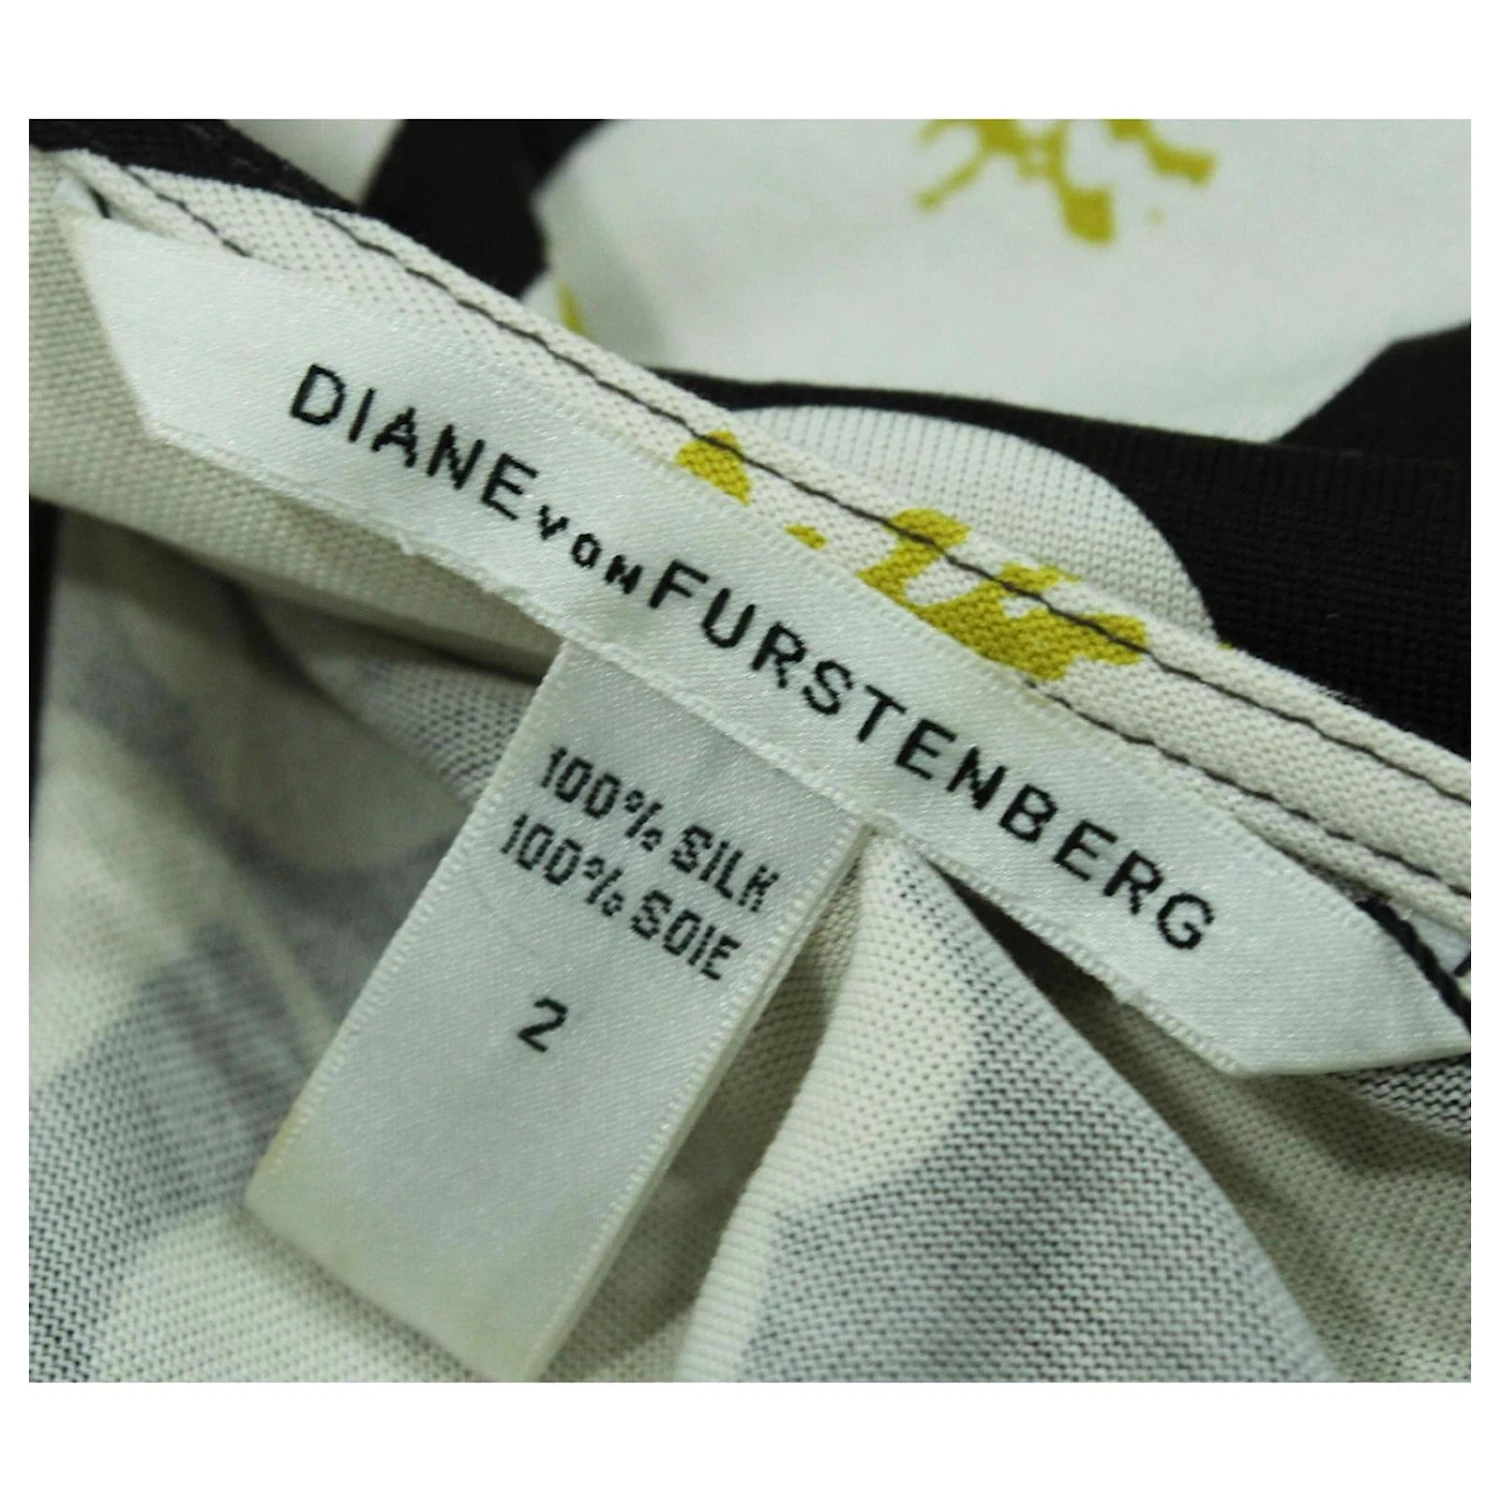 DIANE von FURSTENBERG
100% SILK
100% SOIE
2